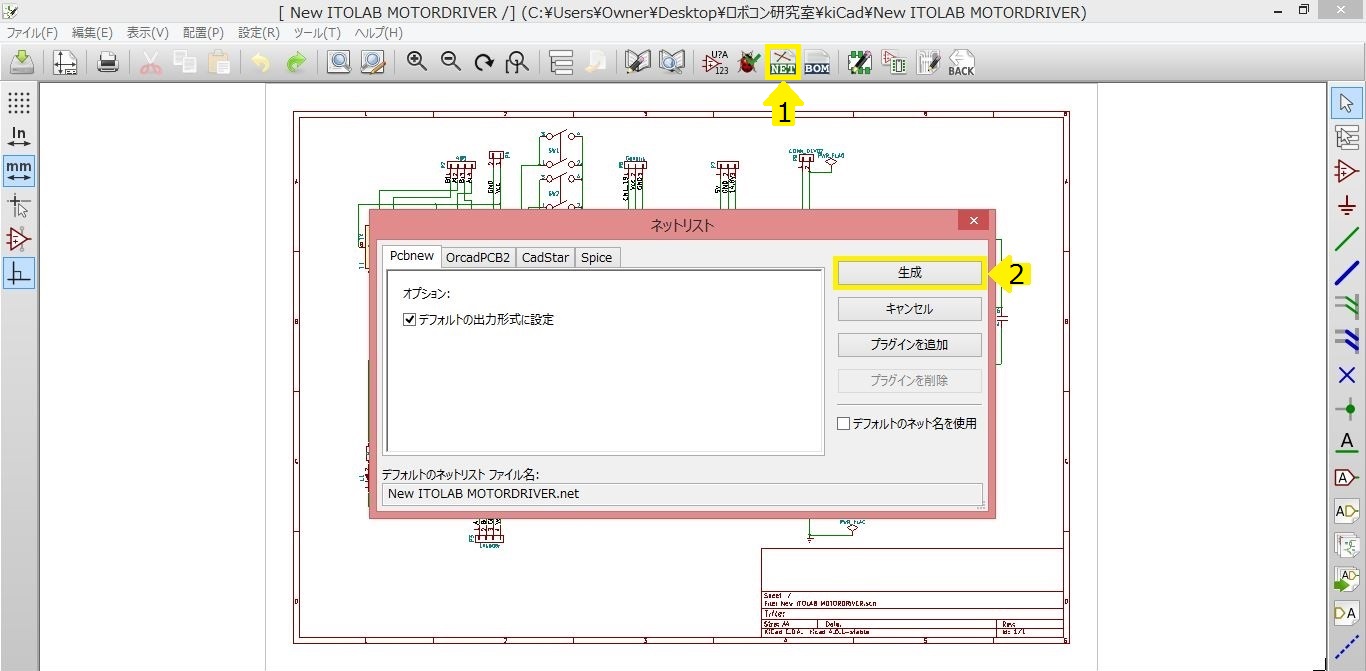 [ New ITOLAB MOTORDRIVER /] (C:¥Users¥Owner¥Desktop¥ロボコン研究室¥kiCad¥New ITOLAB MOTORDRIVER)
ファイル(F) 編集(E) 表示(V) 配置(P) 設定(R) ツール(T) ヘルプ(H)
U?A
123
NET
BOM
BACK
1
In
mm
ネットリスト
Pcbnew OrcadPCB2 CadStar Spice
オプション:
デフォルトの出力形式に設定
生成
2
キャンセル
プラグインを追加
プラグインを削除
デフォルトのネット名を使用
デフォルトのネットリスト ファイル名:
New ITOLAB MOTORDRIVER.net
PWR_FLAG
Sheet: /
File: New ITOLAB MOTORDRIVER.sch
Title:
Size: A4 Date: Rev:
KiCad E.D.A. kicad 4.0.1-stable Id: 1/1